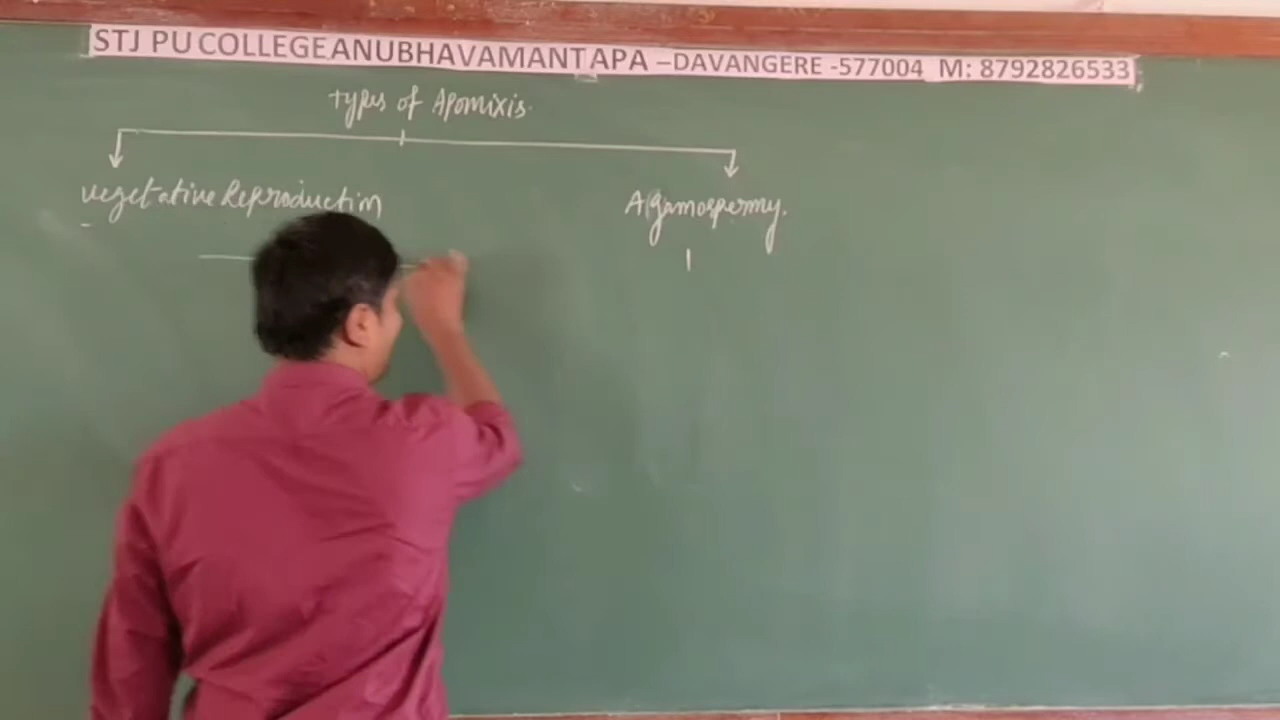 STJ PU COLLEGE ANUBHAVAMANTAPA –DAVANGERE -577004 M: 8792826533
Types of Apomixis.
vegetative Reproduction
Agamospermy.